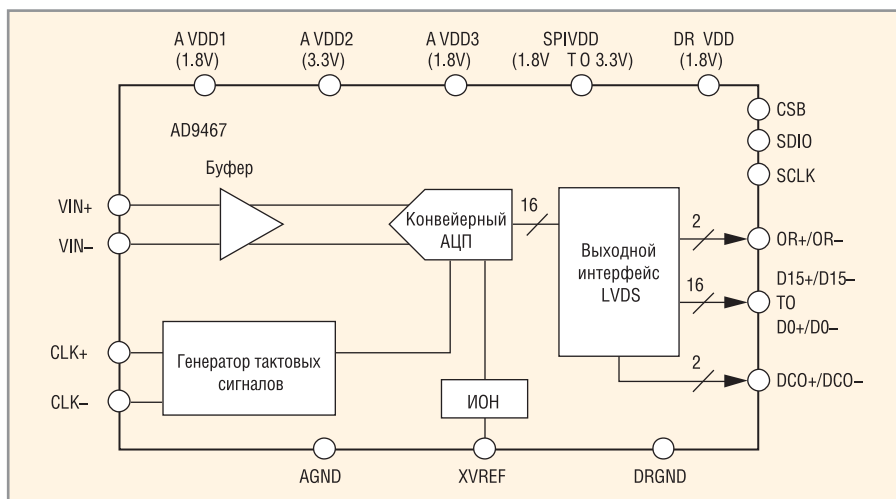 A VDD1 A VDD2 A VDD3 SPIVDD DR VDD
(1.8V) (3.3V) (1.8V) (1.8V TO 3.3V) (1.8V)
CSB
AD9467
SDIO
Буфер
SCLK
VIN+
Конвейерный
АЦП
16
VIN–
Выходной
интерфейс
LVDS
2
OR+/OR–
16
D15+/D15–
TO
D0+/D0–
CLK+
Генератор тактовых
сигналов
CLK–
ИОН
2
DCO+/DCO–
AGND XVREF DRGND